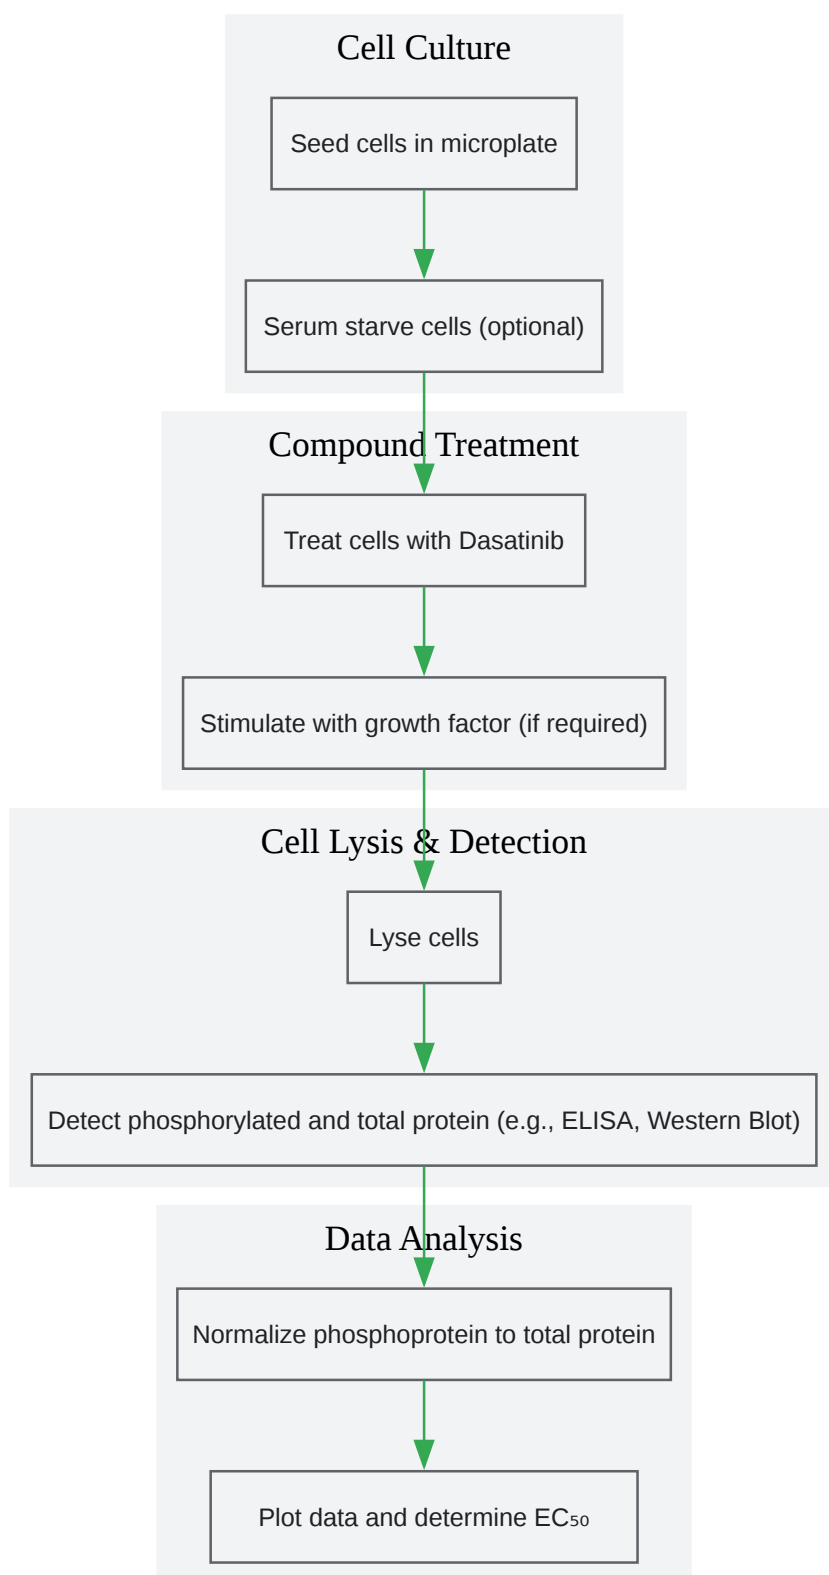 Cell Culture
Seed cells in microplate
Serum starve cells (optional)
Compound Treatment
Treat cells with Dasatinib
Stimulate with growth factor (if required)
Cell Lysis & Detection
Lyse cells
Detect phosphorylated and total protein (e.g., ELISA, Western Blot)
Data Analysis
Normalize phosphoprotein to total protein
Plot data and determine EC₅₀